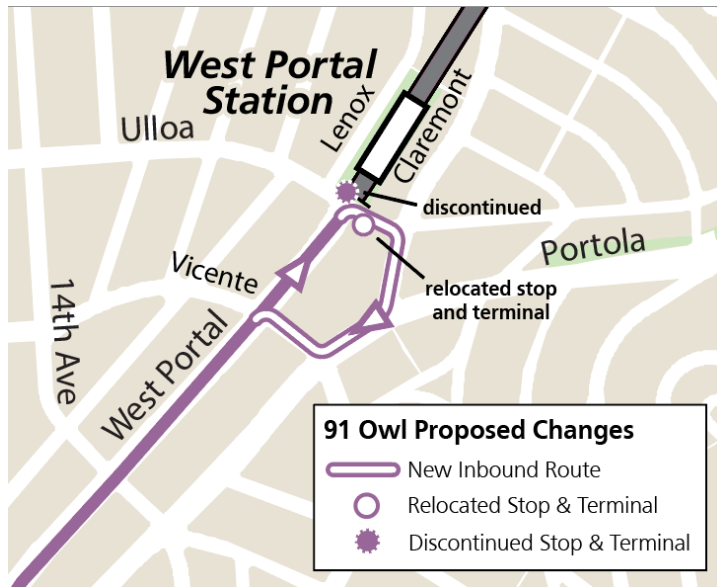 West Portal
Station
Lenox
Claremont
Ulloa
discontinued
Portola
Vicente
relocated stop
and terminal
14th Ave
West Portal
91 Owl Proposed Changes
New Inbound Route
Relocated Stop & Terminal
Discontinued Stop & Terminal